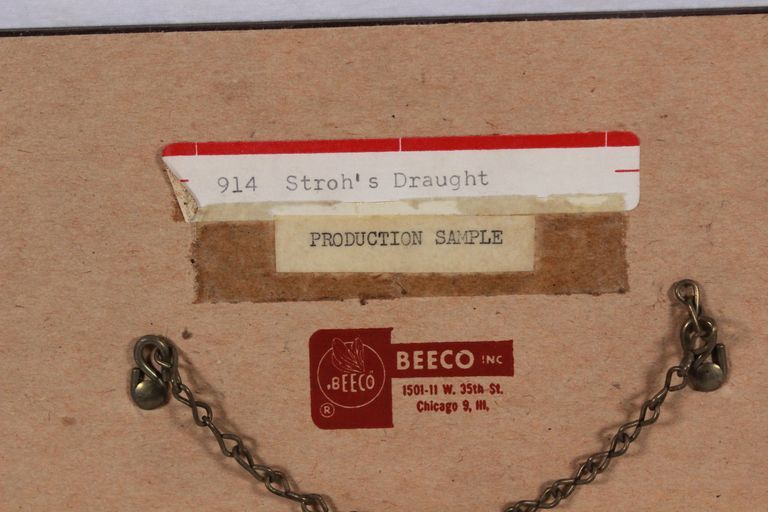 914 Stroh's Draught
PRODUCTION SAMPLE
BEECO
®
BEECO INC
1501-11 W. 35th St.
Chicago 9, Ill.